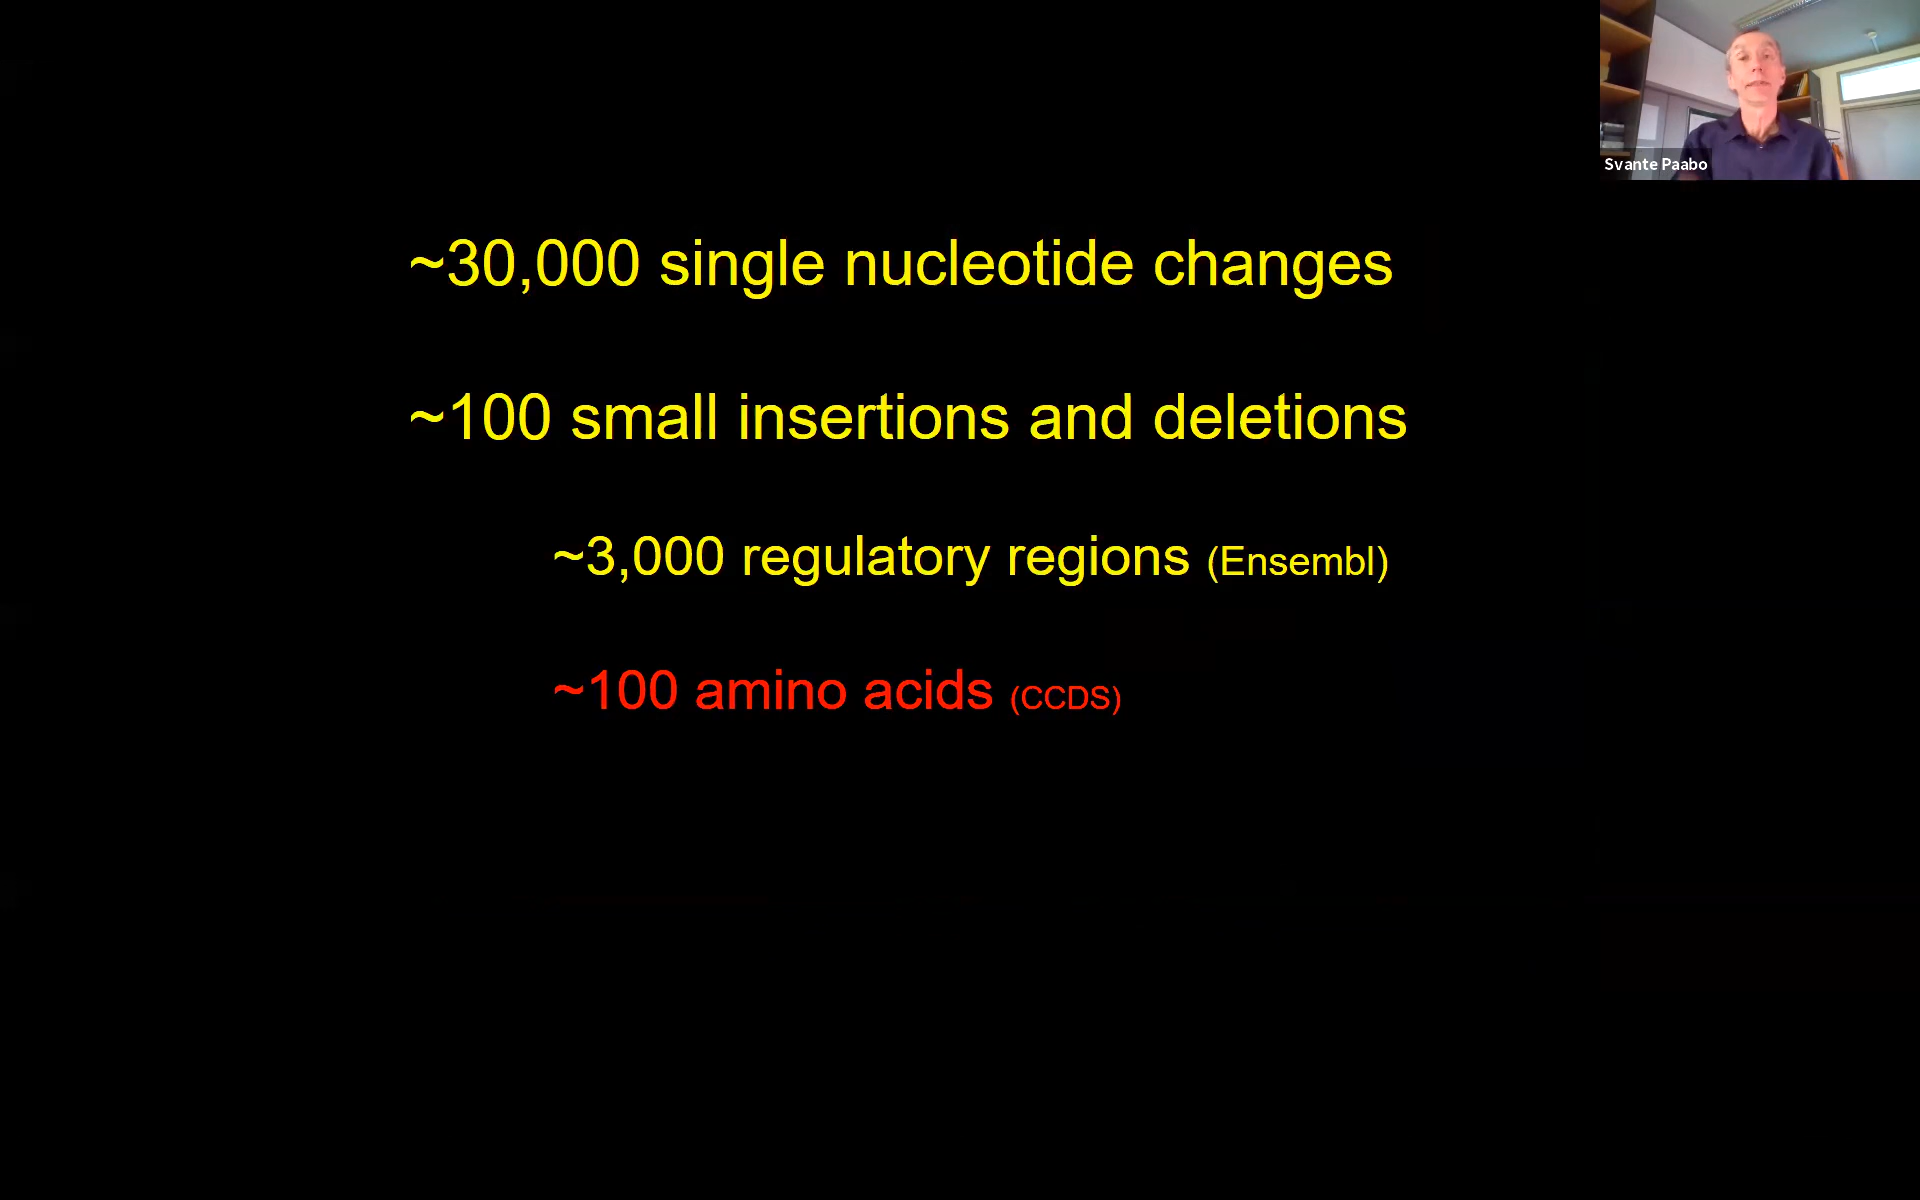 Svante Paabo
~30,000 single nucleotide changes
~100 small insertions and deletions
~3,000 regulatory regions (Ensembl)
~100 amino acids (CCDS)